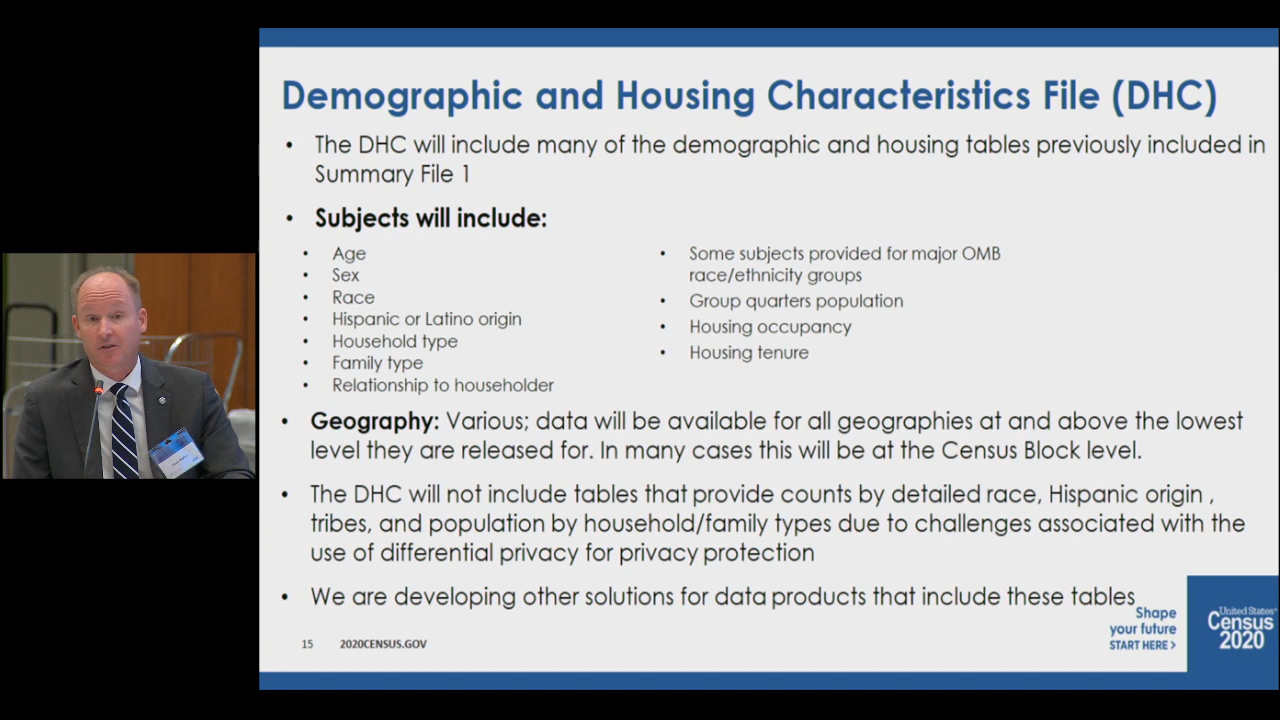 Demographic and Housing Characteristics File (DHC)
• The DHC will include many of the demographic and housing tables previously included in
Summary File 1
• Subjects will include:
• Age
• Sex
• Race
• Hispanic or Latino origin
• Household type
• Family type
• Relationship to householder
• Some subjects provided for major OMB
race/ethnicity groups
• Group quarters population
• Housing occupancy
• Housing tenure
• Geography: Various; data will be available for all geographies at and above the lowest
level they are released for. In many cases this will be at the Census Block level.
• The DHC will not include tables that provide counts by detailed race, Hispanic origin ,
tribes, and population by household/family types due to challenges associated with the
use of differential privacy for privacy protection
• We are developing other solutions for data products that include these tables
15 2020CENSUS.GOV
Shape
your future
START HERE >
United States®
Census
2020